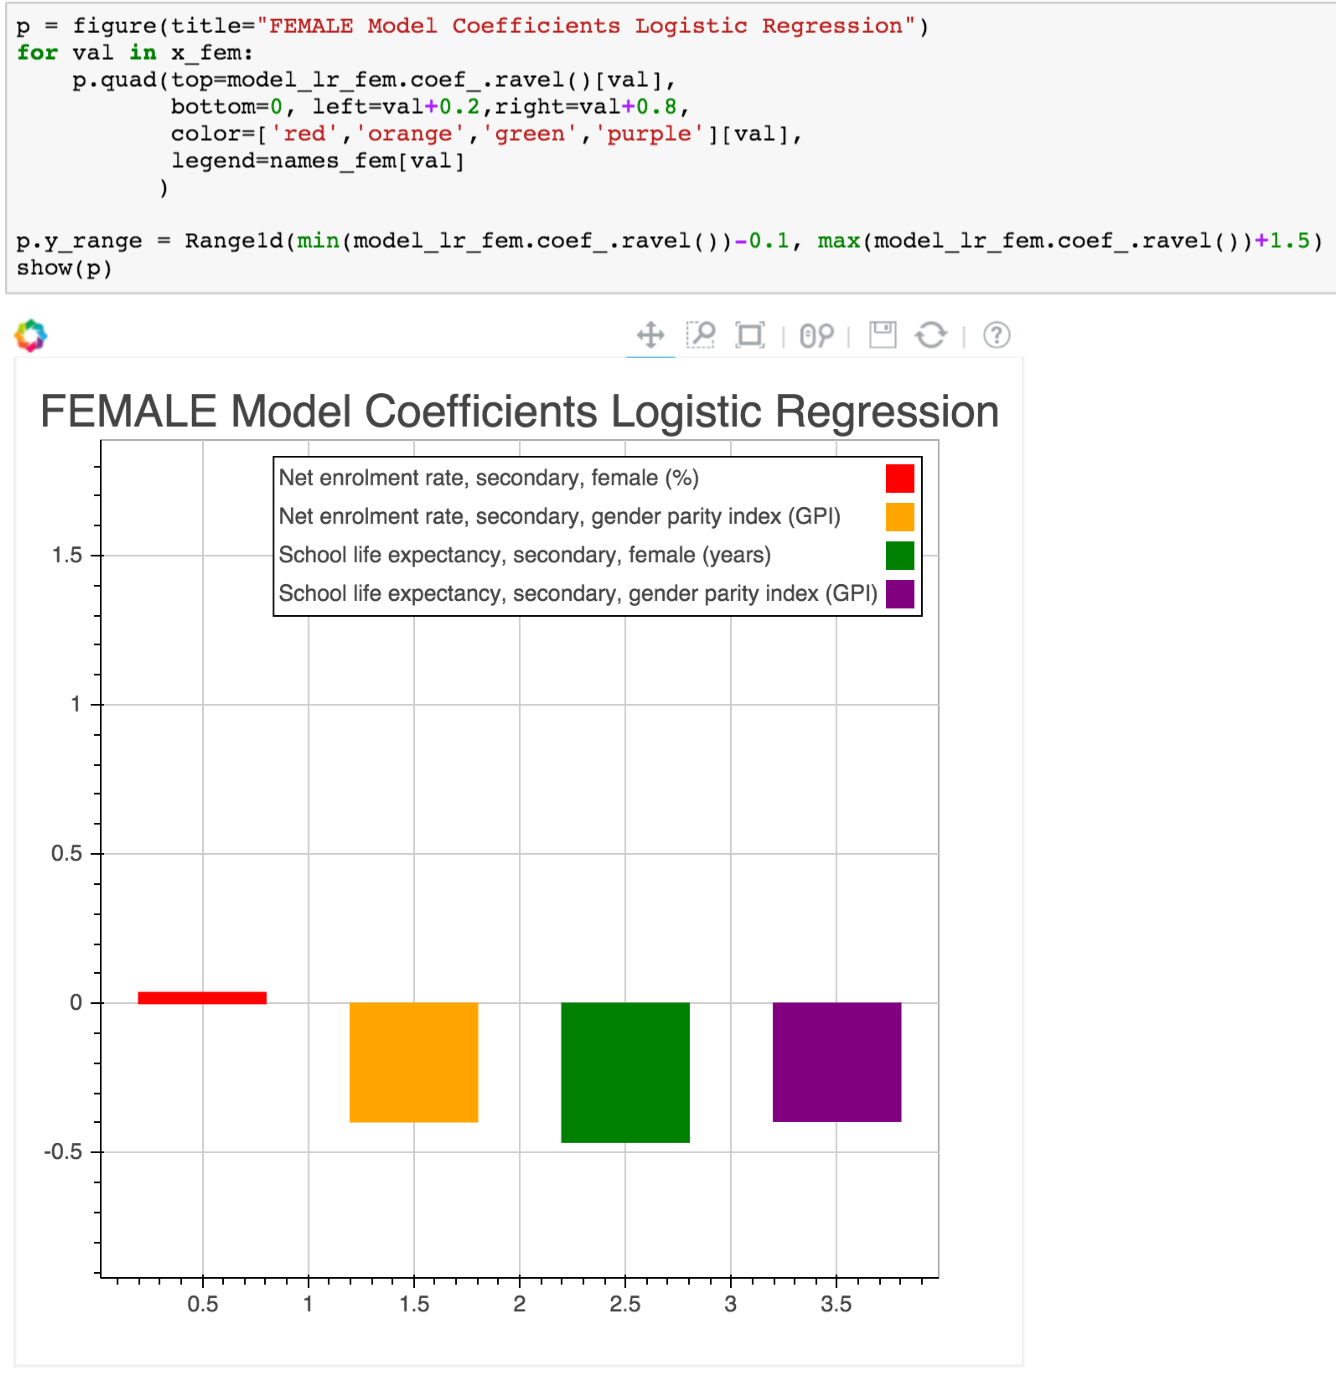 p = figure(title="FEMALE Model Coefficients Logistic Regression")
for val in x_fem:
    p.quad(top=model_lr_fem.coef_.ravel()[val],
           bottom=0, left=val+0.2,right=val+0.8,
           color=['red','orange','green','purple'][val],
           legend=names_fem[val]
          )
p.y_range = Range1d(min(model_lr_fem.coef_.ravel())-0.1, max(model_lr_fem.coef_.ravel())+1.5)
show(p)
?
FEMALE Model Coefficients Logistic Regression
Net enrolment rate, secondary, female (%)
Net enrolment rate, secondary, gender parity index (GPI)
School life expectancy, secondary, female (years)
School life expectancy, secondary, gender parity index (GPI)
1.5
1
0.5
0
-0.5
0.5 1 1.5 2 2.5 3 3.5